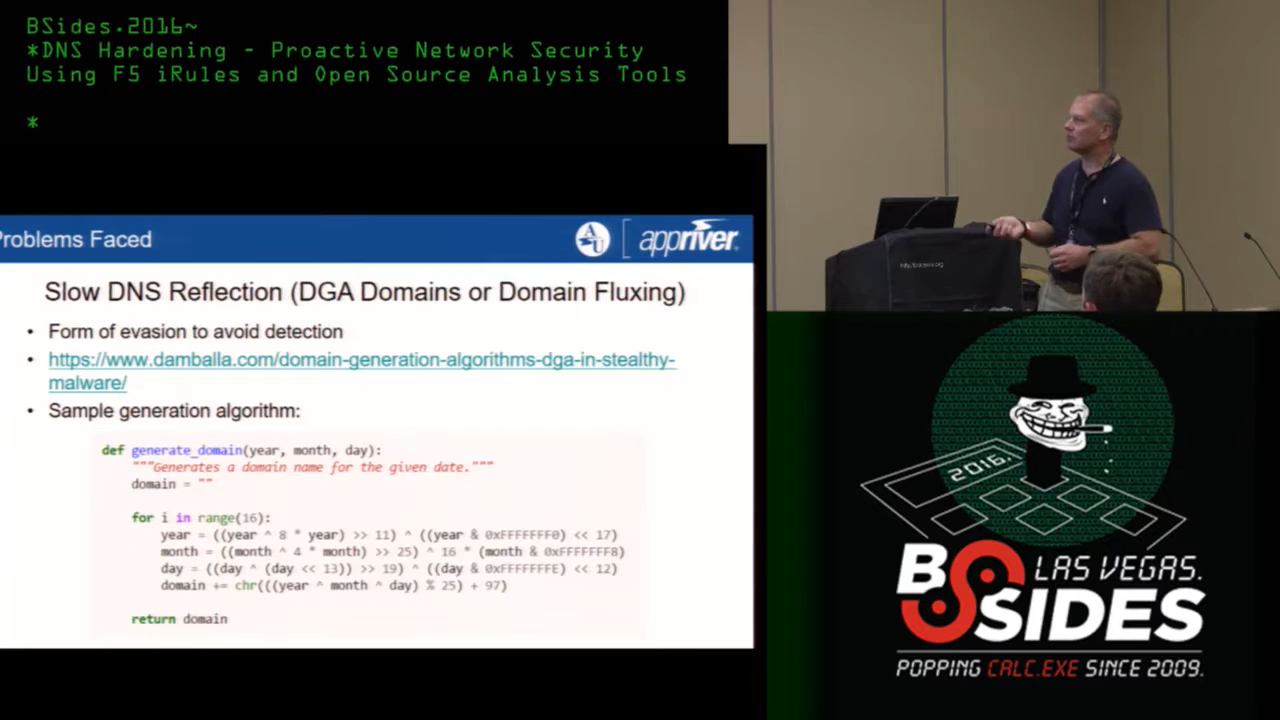 BSides.2016~
*DNS Hardening - Proactive Network Security
Using F5 iRules and Open Source Analysis Tools
*
Problems Faced
AU
appriver
Slow DNS Reflection (DGA Domains or Domain Fluxing)
• Form of evasion to avoid detection
• https://www.damballa.com/domain-generation-algorithms-dga-in-stealthy-
malware/
• Sample generation algorithm:
def generate_domain(year, month, day):
"""Generates a domain name for the given date."""
domain = ""
for i in range(16):
year = ((year ^ 8 * year) >> 11) ^ ((year & 0xFFFFFFF0) << 17)
month = ((month ^ 4 * month) >> 25) ^ 16 * (month & 0xFFFFFFF8)
day = ((day ^ (day << 13)) >> 19) ^ ((day & 0xFFFFFFFE) << 12)
domain += chr(((year ^ month ^ day) % 25) + 97)
return domain
2016.
BSIDES
LAS VEGAS.
POPPING CALC.EXE SINCE 2009.